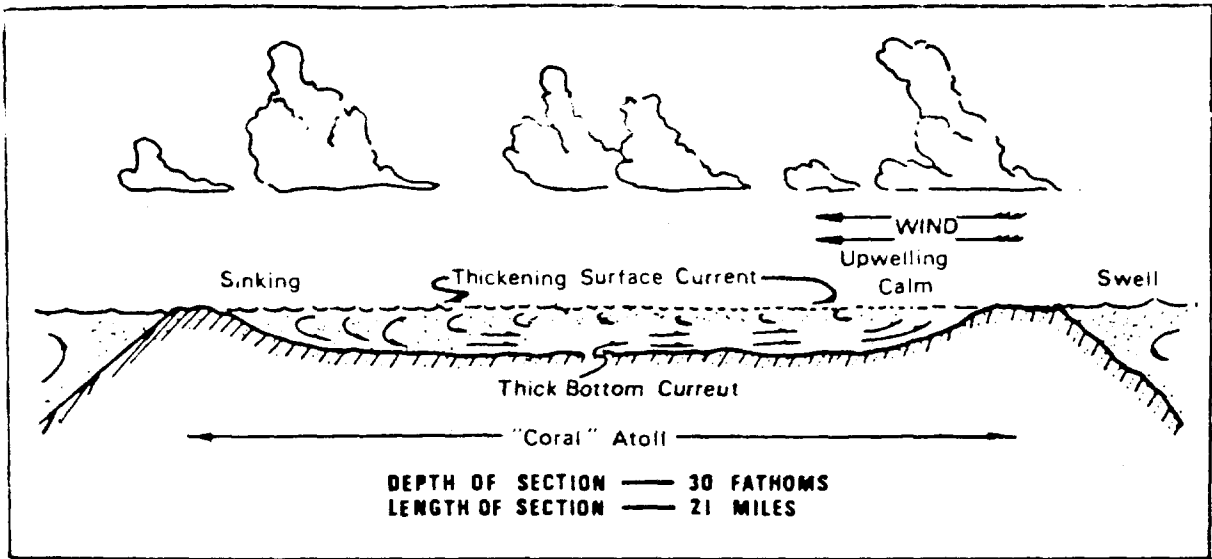 WIND
Upwelling
Sinking
Thickening Surface Current
Calm
Swell
Thick Bottom Curreut
"Coral" Atoll
DEPTH OF SECTION — 30 FATHOMS
LENGTH OF SECTION — 21 MILES